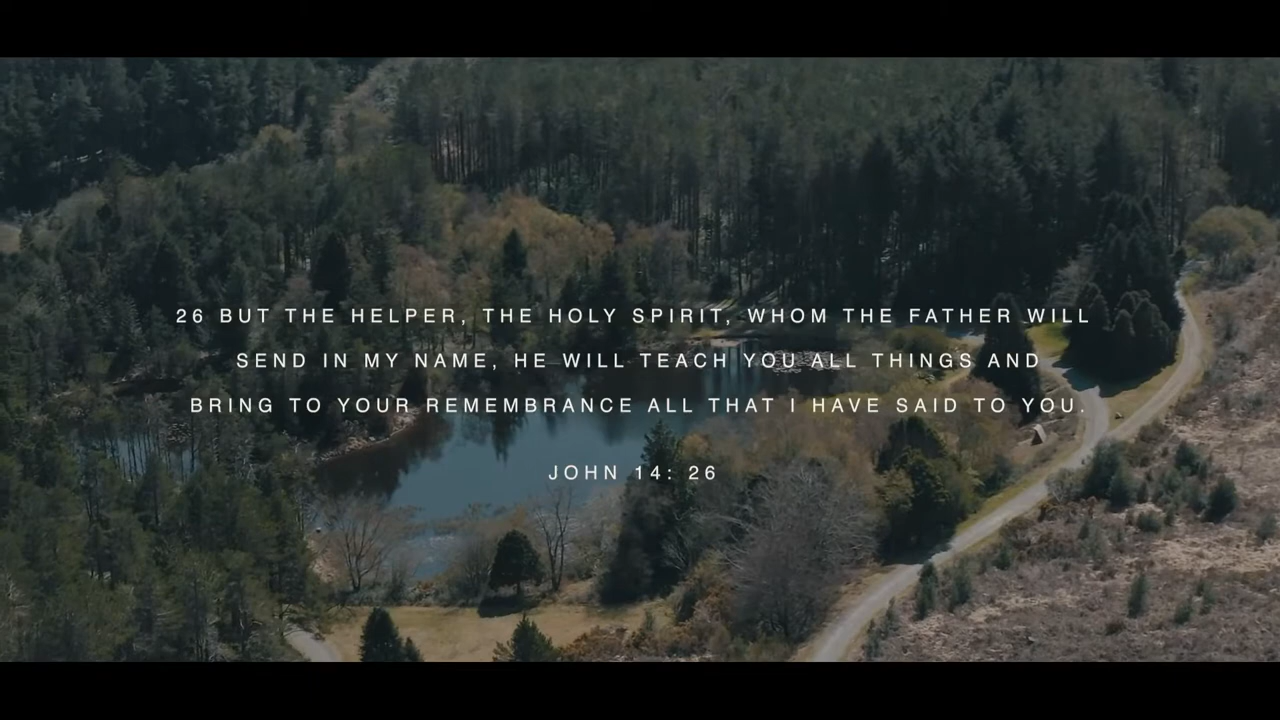 26 BUT THE HELPER, THE HOLY SPIRIT, WHOM THE FATHER WILL
SEND IN MY NAME, HE WILL TEACH YOU ALL THINGS AND
BRING TO YOUR REMEMBRANCE ALL THAT I HAVE SAID TO YOU.
JOHN 14: 26